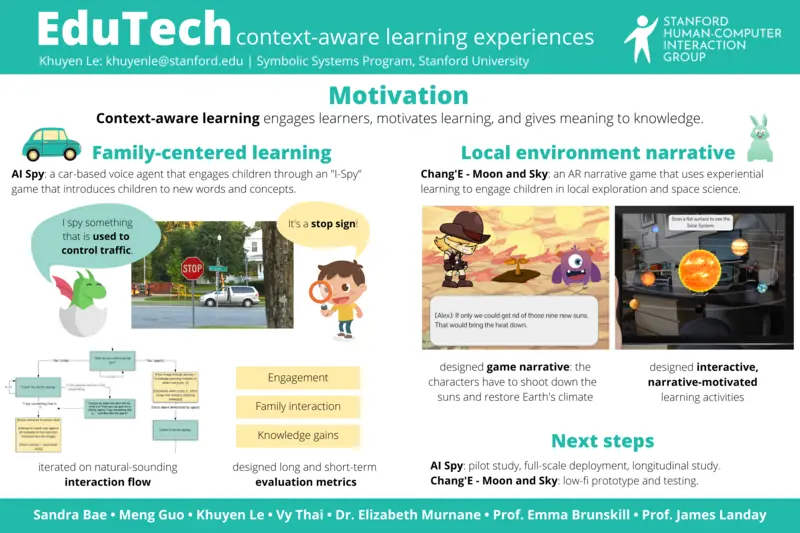 EduTech context-aware learning experiences
Khuyen Le: khuyenle@stanford.edu | Symbolic Systems Program, Stanford University
STANFORD
HUMAN-COMPUTER
INTERACTION
GROUP
Motivation
Context-aware learning engages learners, motivates learning, and gives meaning to knowledge.
Family-centered learning
AI Spy: a car-based voice agent that engages children through an "I-Spy"
game that introduces children to new words and concepts.
I spy something
that is used to
control traffic.
It's a stop sign!
STOP
Engagement
Family interaction
Knowledge gains
iterated on natural-sounding
interaction flow
designed long and short-term
evaluation metrics
Local environment narrative
Chang'E - Moon and Sky: an AR narrative game that uses experiential
learning to engage children in local exploration and space science.
[Alex]: If only we could get rid of those nine new suns.
That would bring the heat down.
Scan a flat surface to see the
Solar System.
designed game narrative: the
characters have to shoot down the
suns and restore Earth's climate
designed interactive,
narrative-motivated
learning activities
Next steps
AI Spy: pilot study, full-scale deployment, longitudinal study.
Chang'E - Moon and Sky: low-fi prototype and testing.
Sandra Bae • Meng Guo • Khuyen Le • Vy Thai • Dr. Elizabeth Murnane • Prof. Emma Brunskill • Prof. James Landay